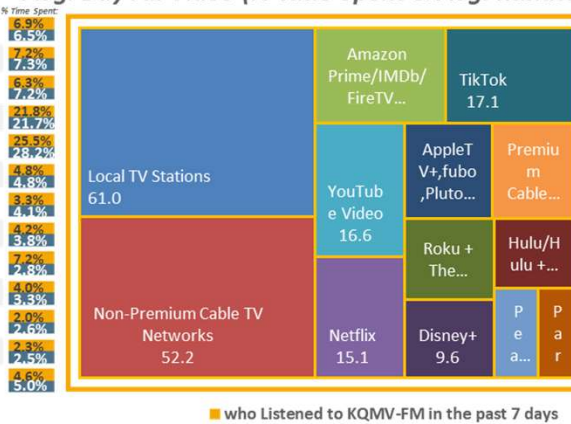 % Time Spent:
6.9%
6.5%
7.2%
7.3%
6.3%
7.2%
21.8%
21.7%
25.5%
28.2%
4.8%
4.8%
3.3%
4.1%
4.2%
3.8%
7.2%
2.8%
4.0%
3.3%
2.0%
2.6%
2.3%
2.5%
4.6%
5.0%
Local TV Stations
61.0
Non-Premium Cable TV
Networks
52.2
Amazon
Prime/IMDb/
FireTV...
TikTok
17.1
YouTub
e Video
16.6
AppleT
V+,fubo
,Pluto...
Premiu
m
Cable...
Roku +
The...
Hulu/H
ulu +...
Netflix
15.1
Disney+
9.6
P
e
a...
P
a
r
who Listened to KQMV-FM in the past 7 days